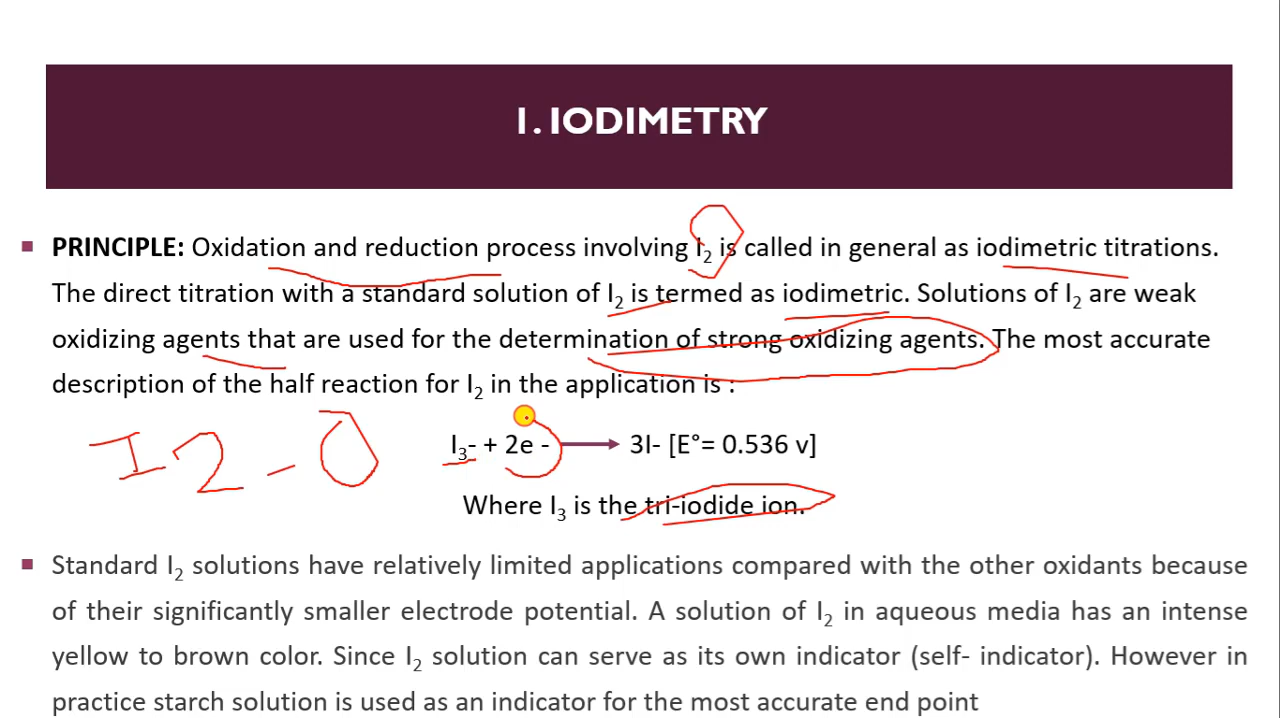 1. IODIMETRY
▪ PRINCIPLE: Oxidation and reduction process involving I₂ is called in general as iodimetric titrations.
The direct titration with a standard solution of I₂ is termed as iodimetric. Solutions of I₂ are weak
oxidizing agents that are used for the determination of strong oxidizing agents. The most accurate
description of the half reaction for I₂ in the application is :
I₃- + 2e - → 3I- [E°= 0.536 v]
I2 - 0
Where I₃ is the tri-iodide ion.
▪ Standard I₂ solutions have relatively limited applications compared with the other oxidants because
of their significantly smaller electrode potential. A solution of I₂ in aqueous media has an intense
yellow to brown color. Since I₂ solution can serve as its own indicator (self- indicator). However in
practice starch solution is used as an indicator for the most accurate end point